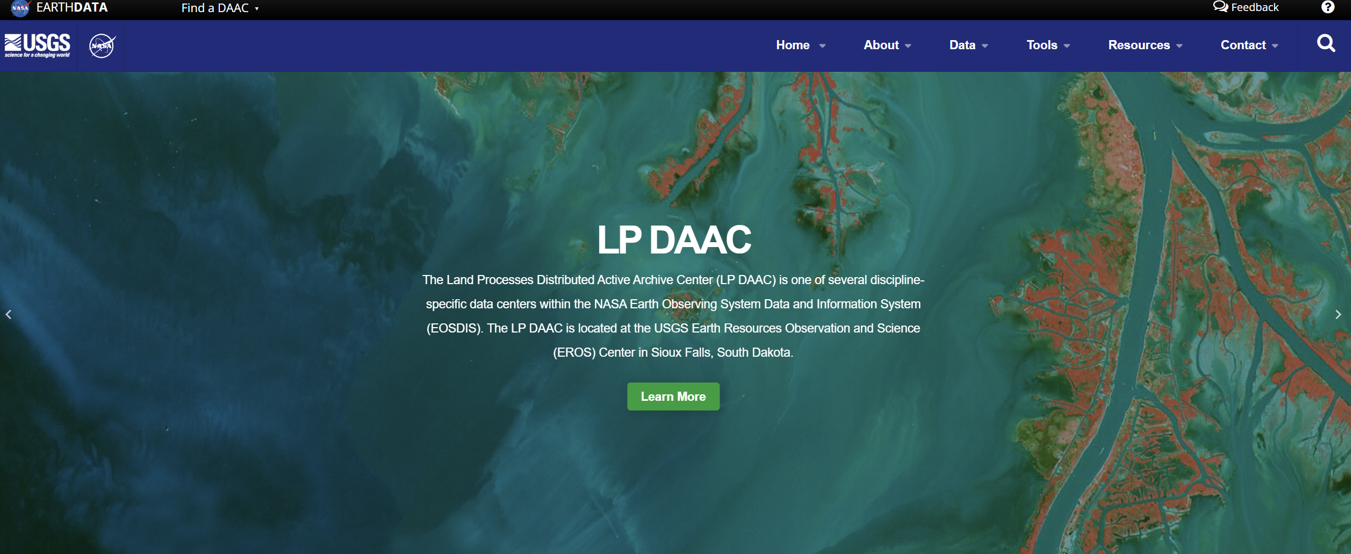 NASA EARTHDATA Find a DAAC Feedback ?
USGS NASA Home About Data Tools Resources Contact
science for a changing world
LP DAAC
The Land Processes Distributed Active Archive Center (LP DAAC) is one of several discipline-
specific data centers within the NASA Earth Observing System Data and Information System
(EOSDIS). The LP DAAC is located at the USGS Earth Resources Observation and Science
(EROS) Center in Sioux Falls, South Dakota.
Learn More